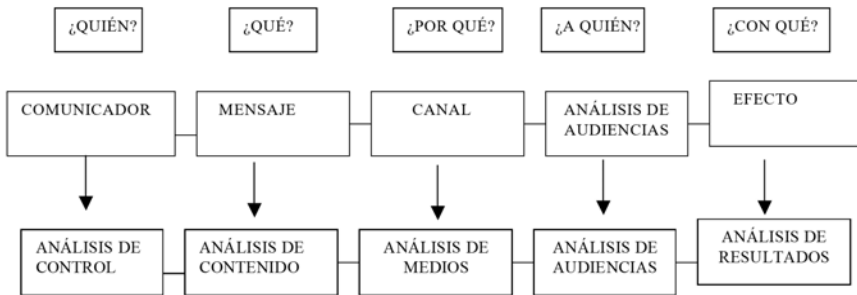 ¿QUIÉN?
¿QUÉ?
¿POR QUÉ?
¿A QUIÉN?
¿CON QUÉ?
COMUNICADOR
MENSAJE
CANAL
ANÁLISIS DE
AUDIENCIAS
EFECTO
ANÁLISIS DE
CONTROL
ANÁLISIS DE
CONTENIDO
ANÁLISIS DE
MEDIOS
ANÁLISIS DE
AUDIENCIAS
ANÁLISIS DE
RESULTADOS